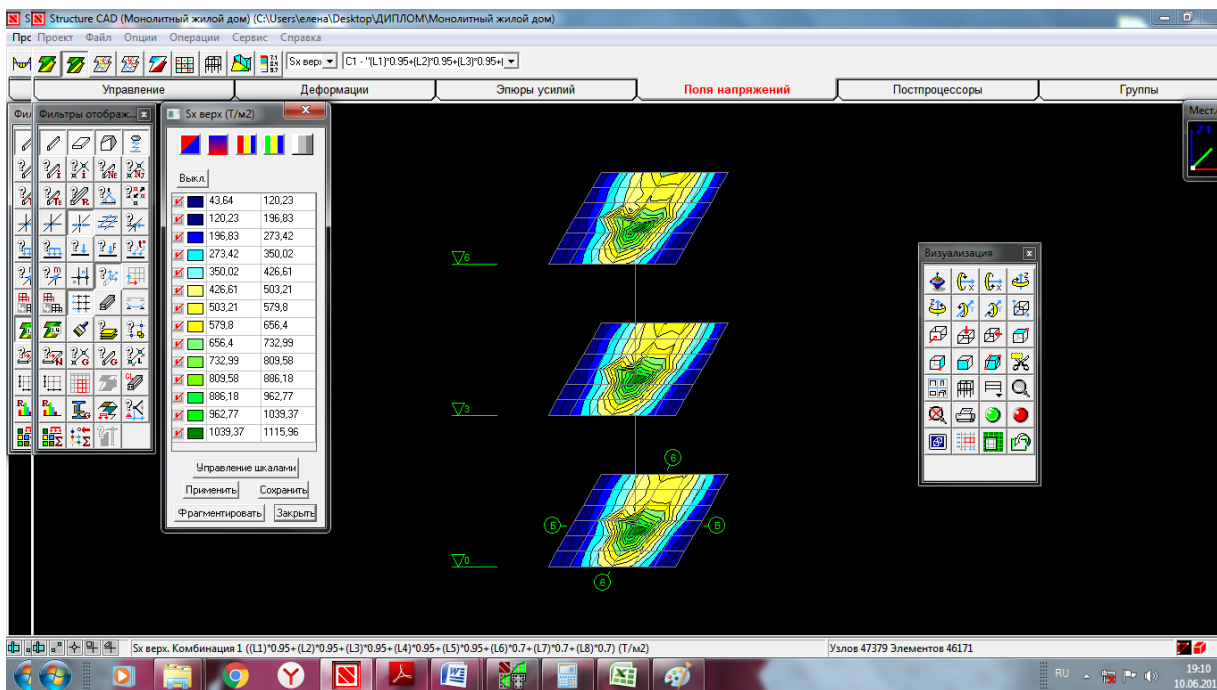 S Structure CAD (Монолитный жилой дом) (C:\Users\елена\Desktop\ДИПЛОМ\Монолитный жилой дом)
Прс Проект Файл Опции Операции Сервис Справка
Sx верх C1 - "(L1)*0.95+(L2)*0.95+(L3)*0.95+(
Управление Деформации Эпюры усилий Поля напряжений Постпроцессоры Группы
Фильтры отображ...
Sx верх (Т/м2)
Мест.
Z1
Выкл.
43,64 120,23
120,23 196,83
196,83 273,42
273,42 350,02
350,02 426,61
426,61 503,21
503,21 579,8
579,8 656,4
656,4 732,99
732,99 809,58
809,58 886,18
886,18 962,77
962,77 1039,37
1039,37 1115,96
Управление шкалами
Применить Сохранить
Фрагментировать Закрыть
6
3
0
6
Б Б
6
Визуализация
Sx верх. Комбинация 1 ((L1)*0.95+(L2)*0.95+(L3)*0.95+(L4)*0.95+(L5)*0.95+(L6)*0.7+(L7)*0.7+(L8)*0.7) (Т/м2)
Узлов 47379 Элементов 46171
RU
19:10
10.06.201